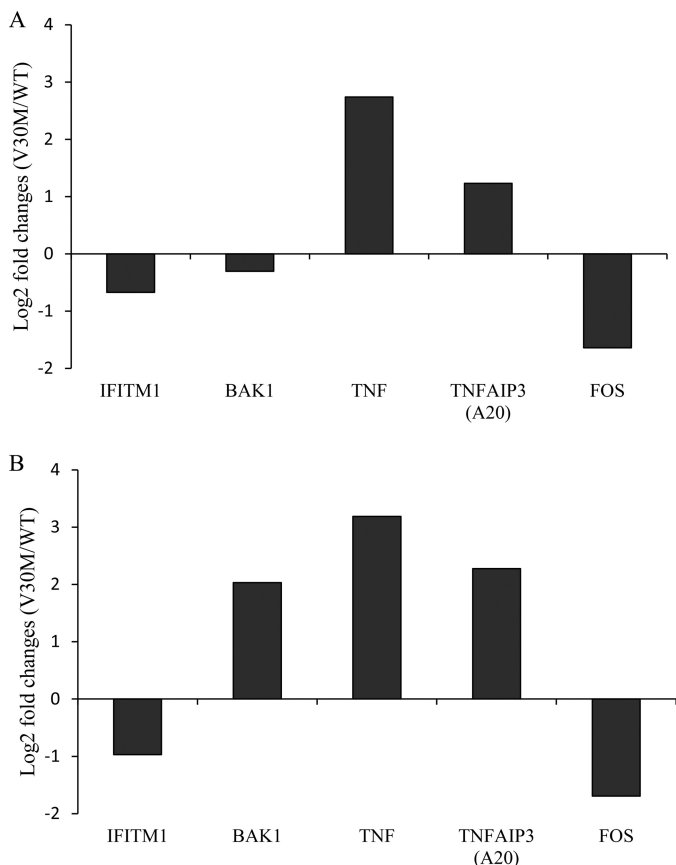 A
Log2 fold changes (V30M/WT)
4
3
2
1
0
-1
-2
IFITM1 BAK1 TNF TNFAIP3 FOS
(A20)
B
Log2 fold changes (V30M/WT)
4
3
2
1
0
-1
-2
IFITM1 BAK1 TNF TNFAIP3 FOS
(A20)